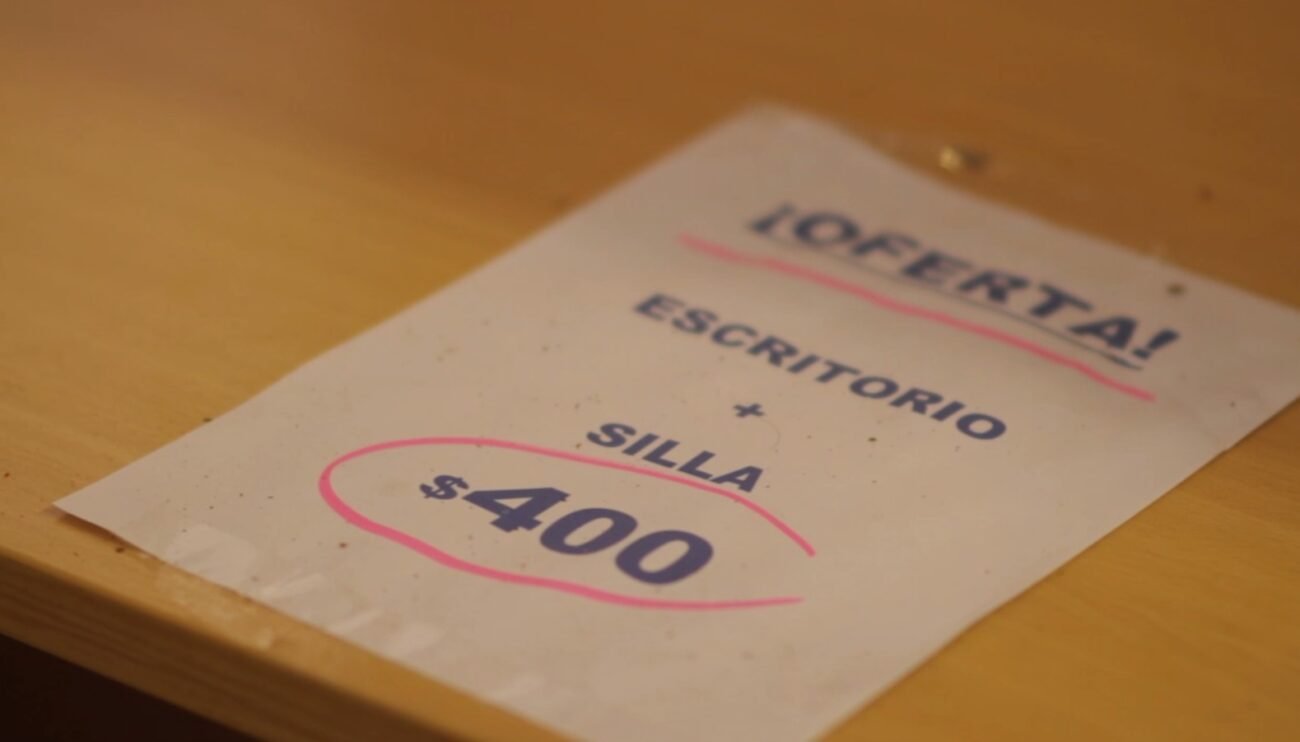 ¡OFERTA!
ESCRITORIO
+
SILLA
$400